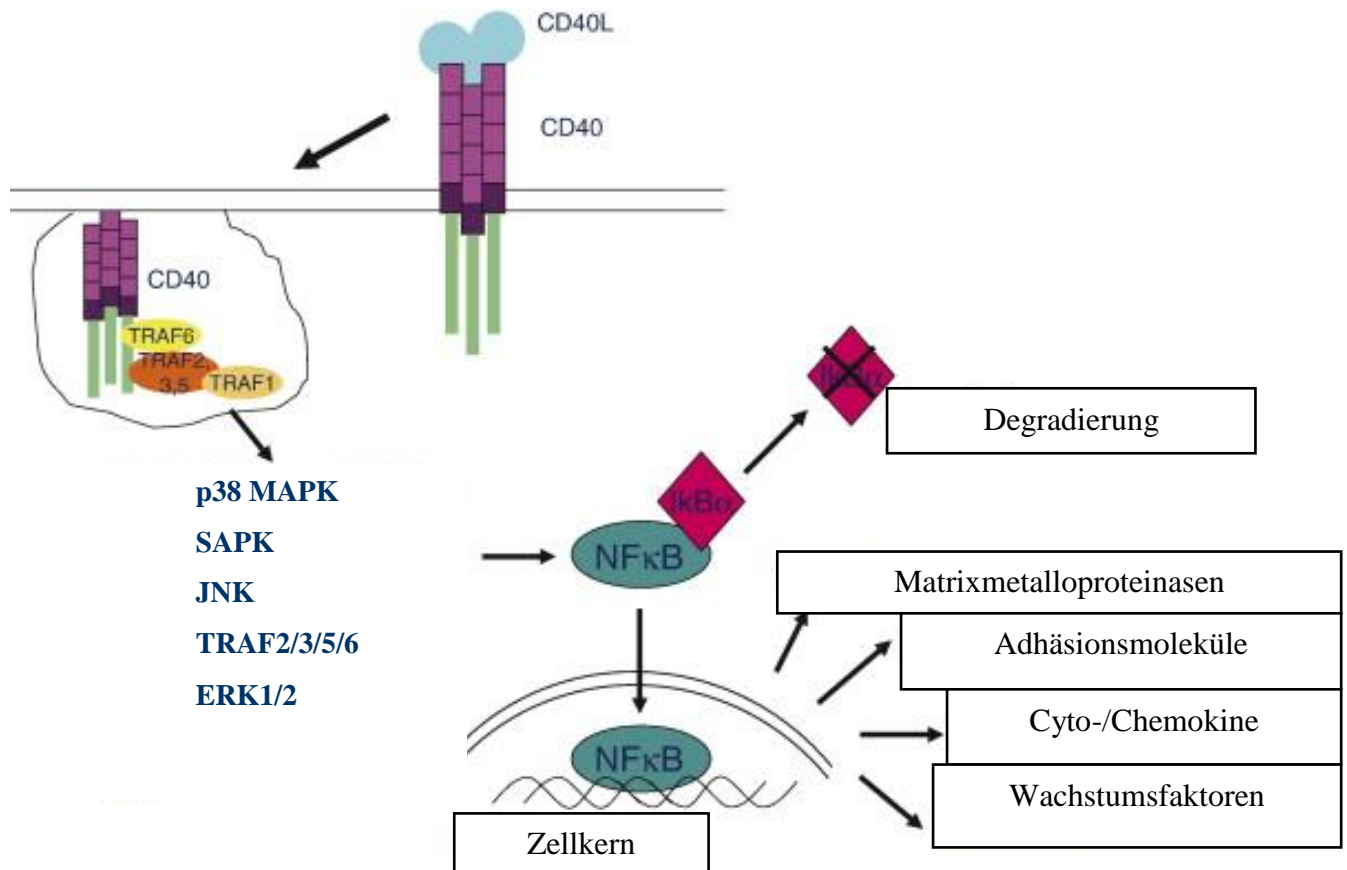 CD40L
CD40
CD40
TRAF6
TRAF2,
3,5
TRAF1
IkBα
Degradierung
p38 MAPK
SAPK
JNK
TRAF2/3/5/6
ERK1/2
IkBα
NFκB
Matrixmetalloproteinasen
Adhäsionsmoleküle
Cyto-/Chemokine
Wachstumsfaktoren
NFκB
Zellkern